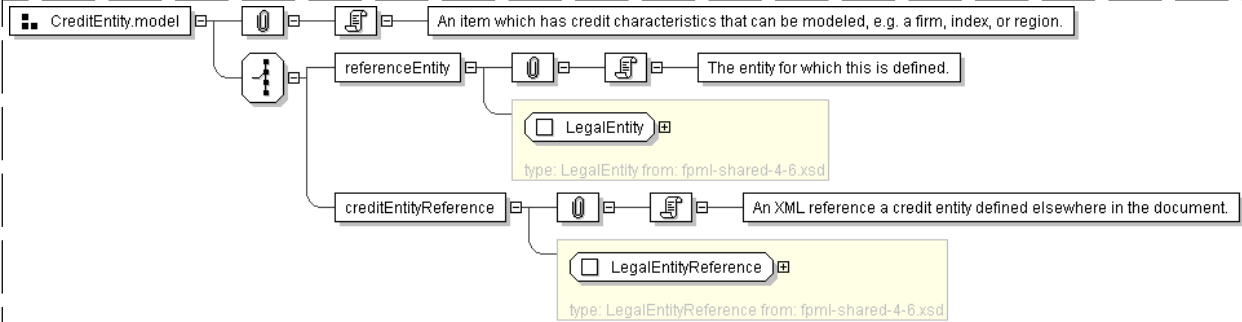 CreditEntity.model
An item which has credit characteristics that can be modeled, e.g. a firm, index, or region.
referenceEntity
The entity for which this is defined.
LegalEntity
type: LegalEntity from: fpml-shared-4-6.xsd
creditEntityReference
An XML reference a credit entity defined elsewhere in the document.
LegalEntityReference
type: LegalEntityReference from: fpml-shared-4-6.xsd